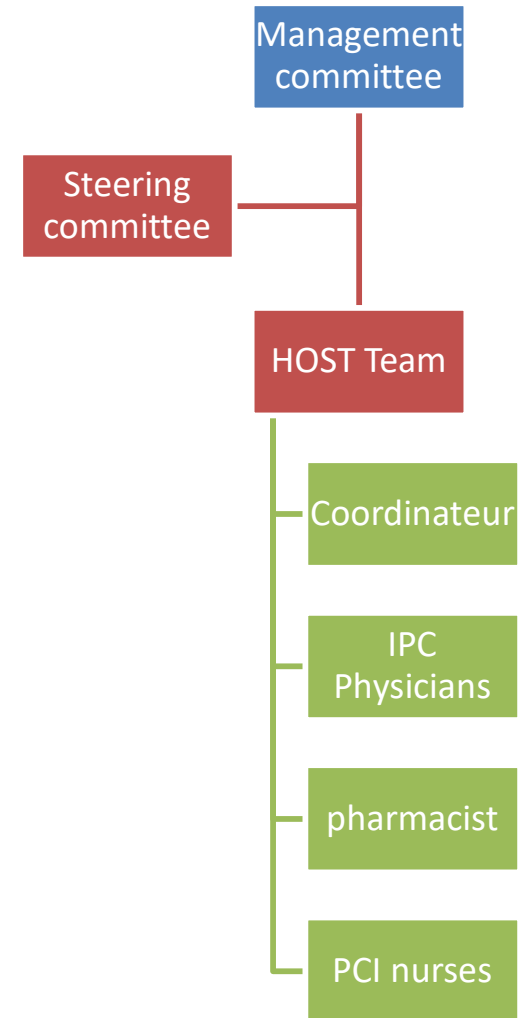 Management
committee
Steering
committee
HOST Team
Coordinateur
IPC
Physicians
pharmacist
PCI nurses